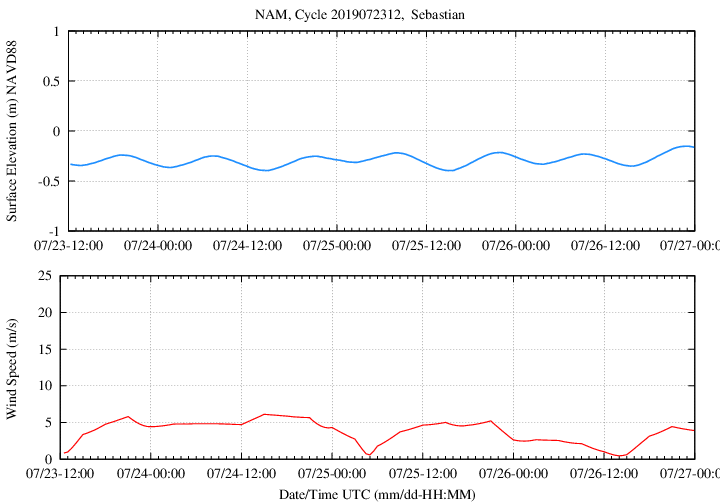 NAM, Cycle 2019072312,  Sebastian
Surface Elevation (m) NAVD88
1
0.5
0
-0.5
-1
07/23-12:00 07/24-00:00 07/24-12:00 07/25-00:00 07/25-12:00 07/26-00:00 07/26-12:00 07/27-00:0
Wind Speed (m/s)
25
20
15
10
5
0
07/23-12:00 07/24-00:00 07/24-12:00 07/25-00:00 07/25-12:00 07/26-00:00 07/26-12:00 07/27-00:0
Date/Time UTC (mm/dd-HH:MM)